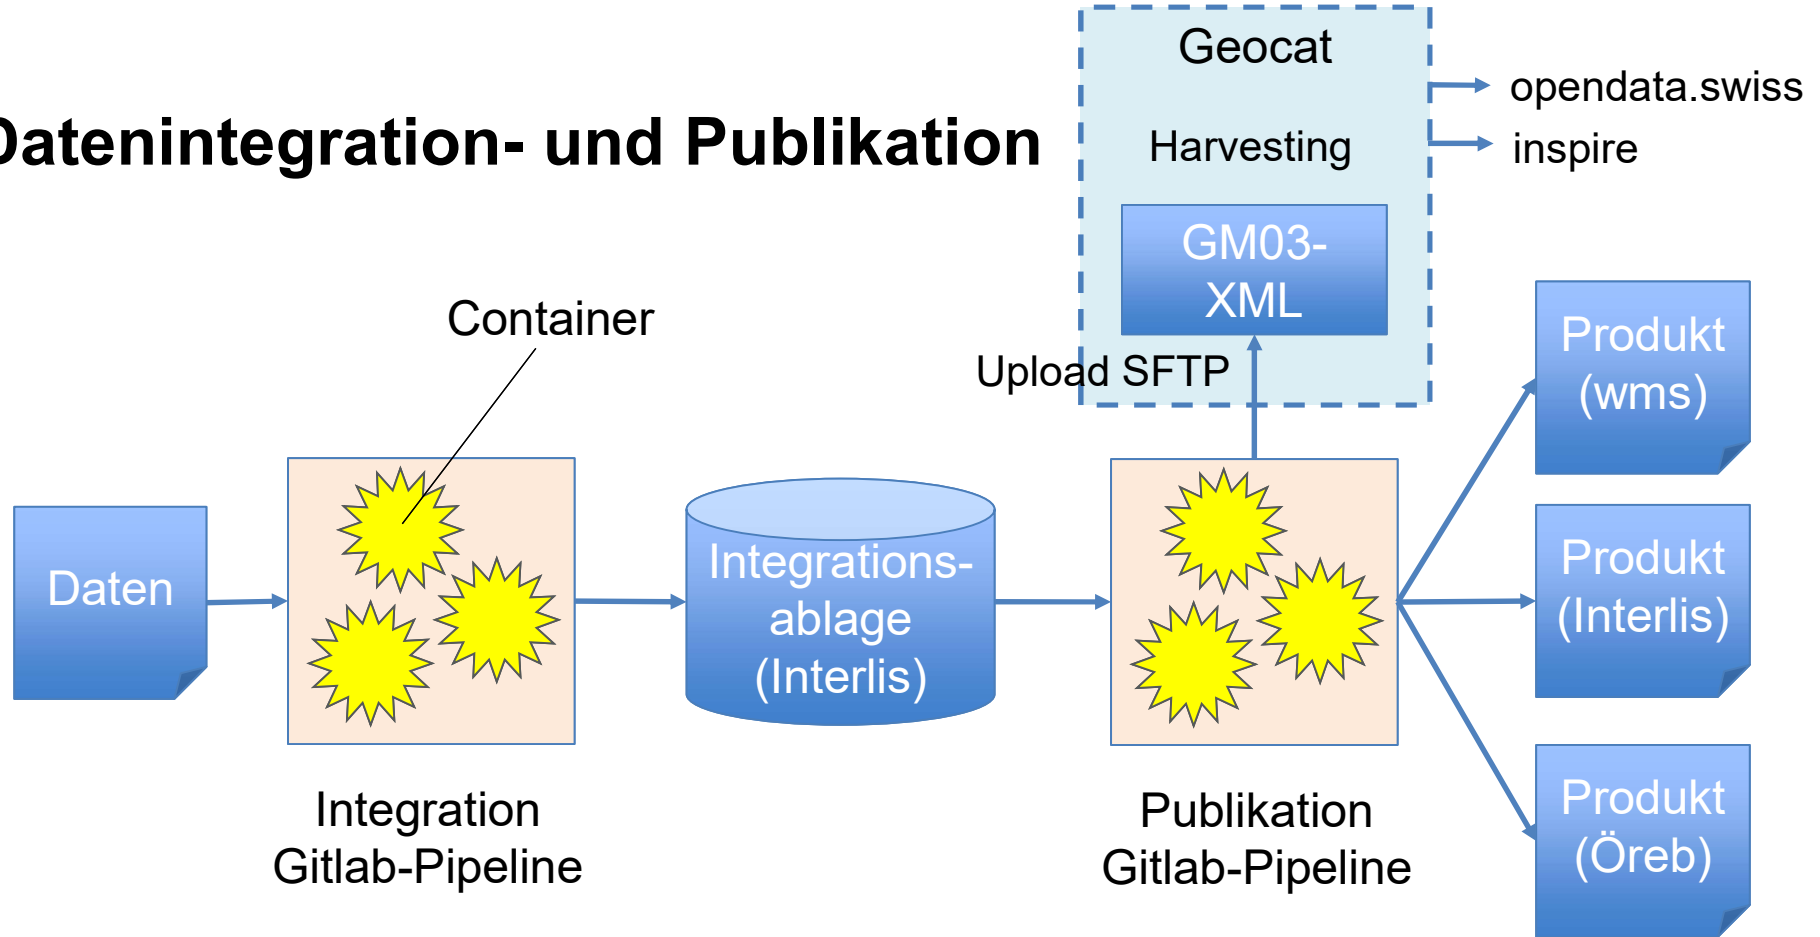 Datenintegration- und Publikation
Geocat
Harvesting
GM03-
XML
Upload SFTP
opendata.swiss
inspire
Container
Daten
Integration
Gitlab-Pipeline
Integrations-
ablage
(Interlis)
Publikation
Gitlab-Pipeline
Produkt
(wms)
Produkt
(Interlis)
Produkt
(Öreb)